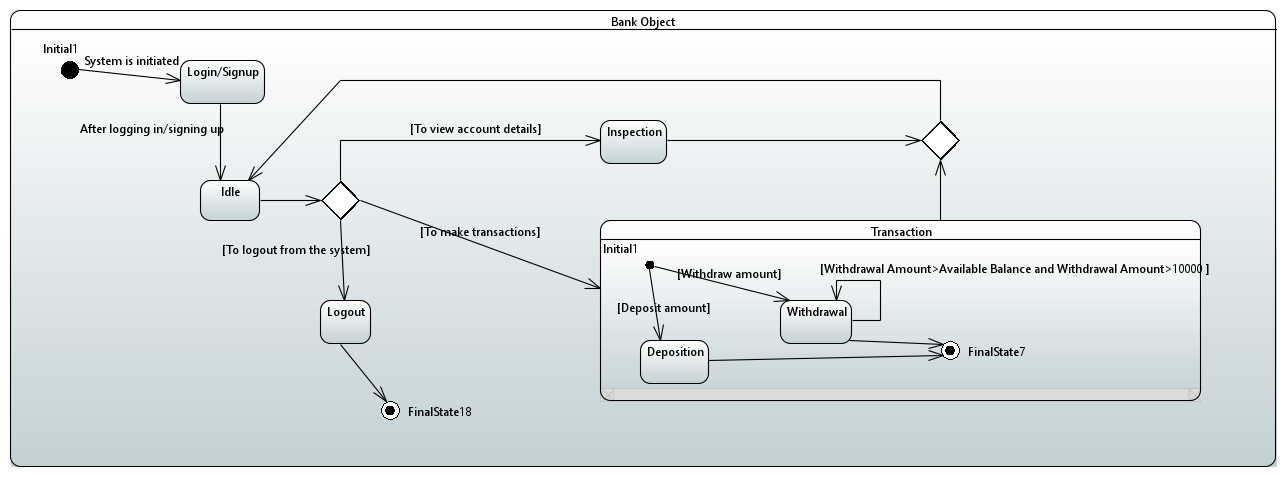 Bank Object
Initial1
System is initiated
Login/Signup
After logging in/signing up
[To view account details]
Inspection
Idle
[To make transactions]
[To logout from the system]
Transaction
Initial1
[Withdraw amount]
[Withdrawal Amount>Available Balance and Withdrawal Amount>10000 ]
[Deposit amount]
Withdrawal
Logout
Deposition
FinalState7
FinalState18